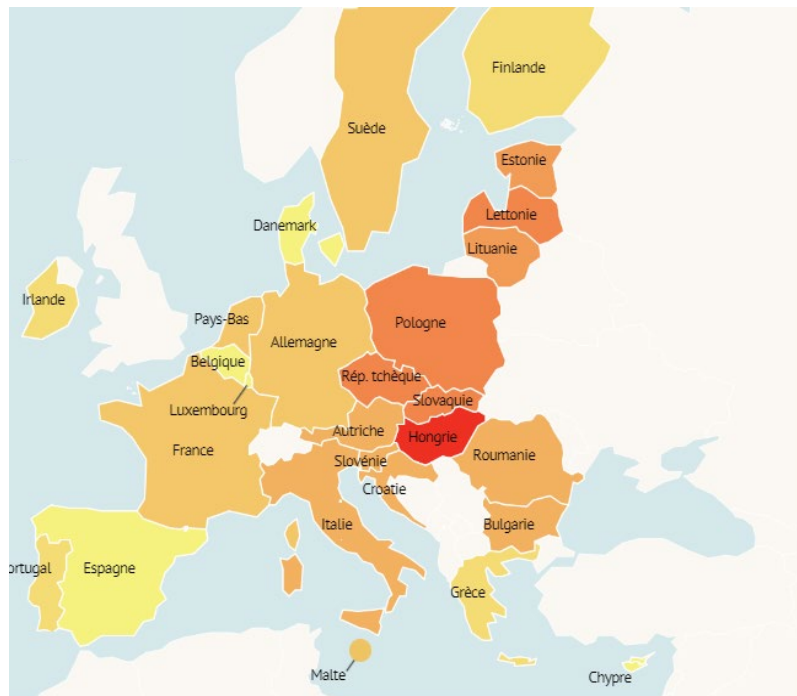 Finlande
Suède
Estonie
Lettonie
Danemark
Lituanie
Irlande
Pays-Bas
Pologne
Allemagne
Belgique
Rép. tchèque
Slovaquie
Luxembourg
Autriche
Hongrie
France
Roumanie
Slovénie
Croatie
Italie
Bulgarie
ortugal
Espagne
Grèce
Malte
Chypre